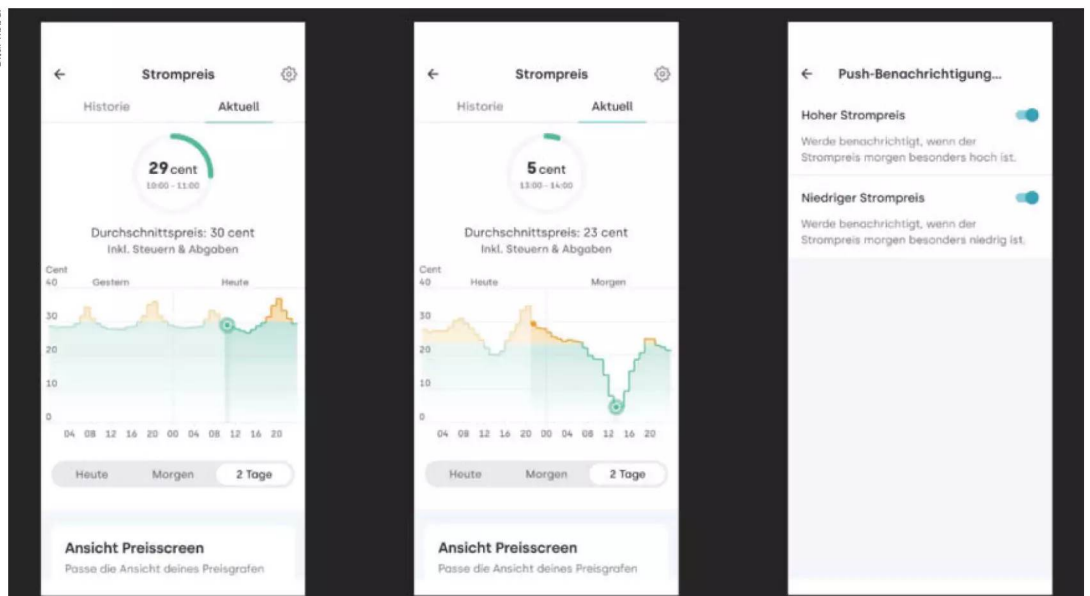 Strompreis
Historie Aktuell
29 cent
10:00 - 11:00
Durchschnittspreis: 30 cent
Inkl. Steuern & Abgaben
Cent
40 Gestern Heute
30
20
10
0
04 08 12 16 20 00 04 08 12 16 20
Heute Morgen 2 Tage
Ansicht Preisscreen
Passe die Ansicht deines Preisgrafen
Strompreis
Historie Aktuell
5 cent
13:00 - 14:00
Durchschnittspreis: 23 cent
Inkl. Steuern & Abgaben
Cent
40 Heute Morgen
30
20
10
0
04 08 12 16 20 00 04 08 12 16 20
Heute Morgen 2 Tage
Ansicht Preisscreen
Passe die Ansicht deines Preisgrafen
Push-Benachrichtigung...
Hoher Strompreis
Werde benachrichtigt, wenn der
Strompreis morgen besonders hoch ist.
Niedriger Strompreis
Werde benachrichtigt, wenn der
Strompreis morgen besonders niedrig ist.